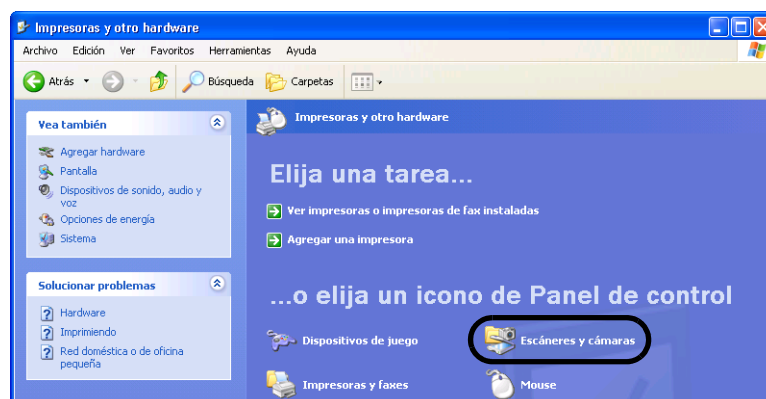 Impresoras y otro hardware
Archivo Edición Ver Favoritos Herramientas Ayuda
Atrás Búsqueda Carpetas
Vea también
Agregar hardware
Pantalla
Dispositivos de sonido, audio y
voz
Opciones de energía
Sistema
Solucionar problemas
Hardware
Imprimiendo
Red doméstica o de oficina
pequeña
Impresoras y otro hardware
Elija una tarea...
Ver impresoras o impresoras de fax instaladas
Agregar una impresora
...o elija un icono de Panel de control
Dispositivos de juego
Escáneres y cámaras
Impresoras y faxes
Mouse